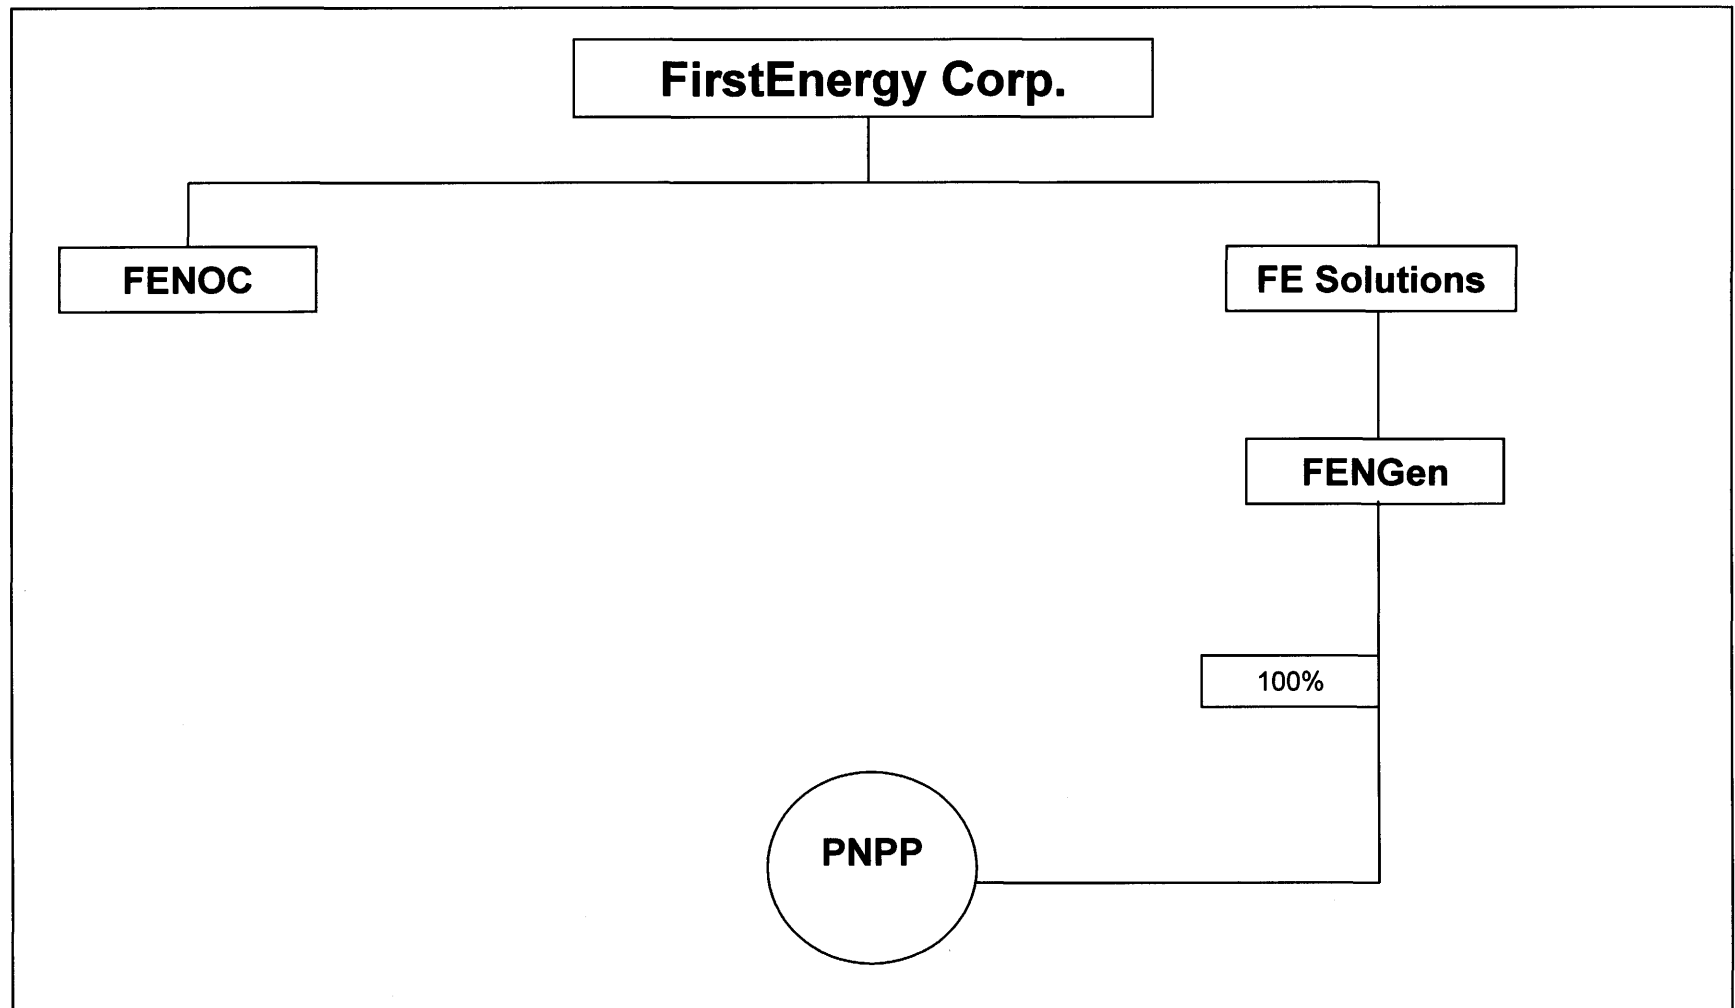 FirstEnergy Corp.
FENOC
FE Solutions
FENGen
100%
PNPP